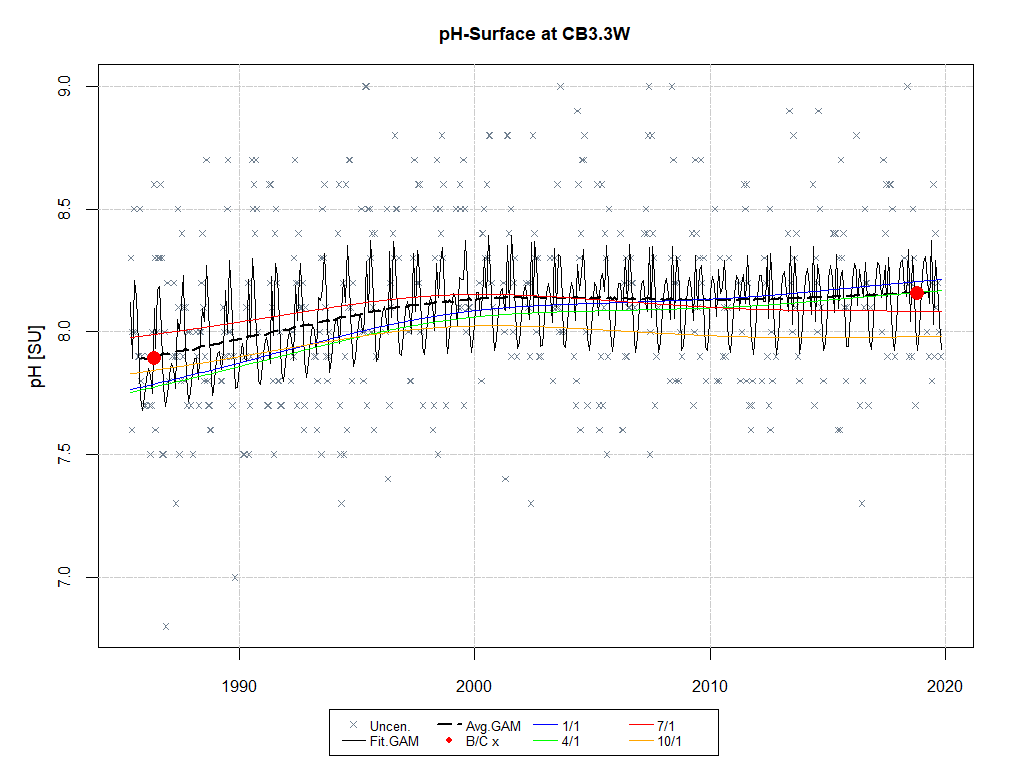 pH-Surface at CB3.3W
9.0
8.5
8.0
7.5
7.0
pH [SU]
1990 2000 2010 2020
Uncen. Avg.GAM 1/1 7/1
Fit.GAM B/C x 4/1 10/1